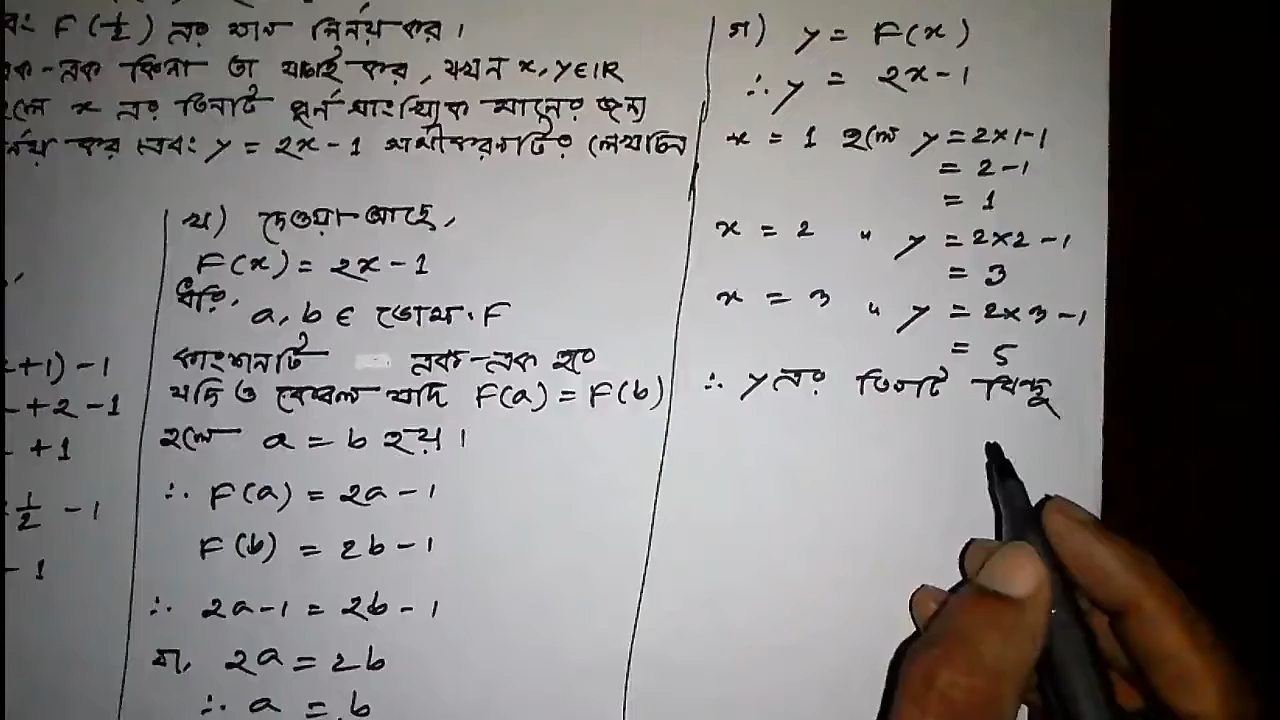 বং F(½) এর মান নির্ণয় কর।
এক-এক কিনা তা যাচাই কর, যখন x, y∈IR
হলে x এর তিনটি পূর্ণ সাংখ্যিক মানের জন্য
র্ণয় কর এবং y = 2x - 1 সমীকরণটির লেখচিত্র
+1) - 1
+ 2 - 1
+ 1
½ - 1
- 1
খ) দেওয়া আছে,
F(x) = 2x - 1
ধরি,
a, b ∈ ডোম. F
ফাংশনটি এক-এক হবে
যদি ও কেবল যদি F(a) = F(b)
হলে a = b হয়।
∴ F(a) = 2a - 1
F(b) = 2b - 1
∴ 2a - 1 = 2b - 1
বা, 2a = 2b
∴ a = b
গ) y = F(x)
∴ y = 2x - 1
x = 1 হলে y = 2×1-1
= 2-1
= 1
x = 2 " y = 2×2 - 1
= 3
x = 3 " y = 2×3 - 1
= 5
∴ y এর তিনটি বিন্দু